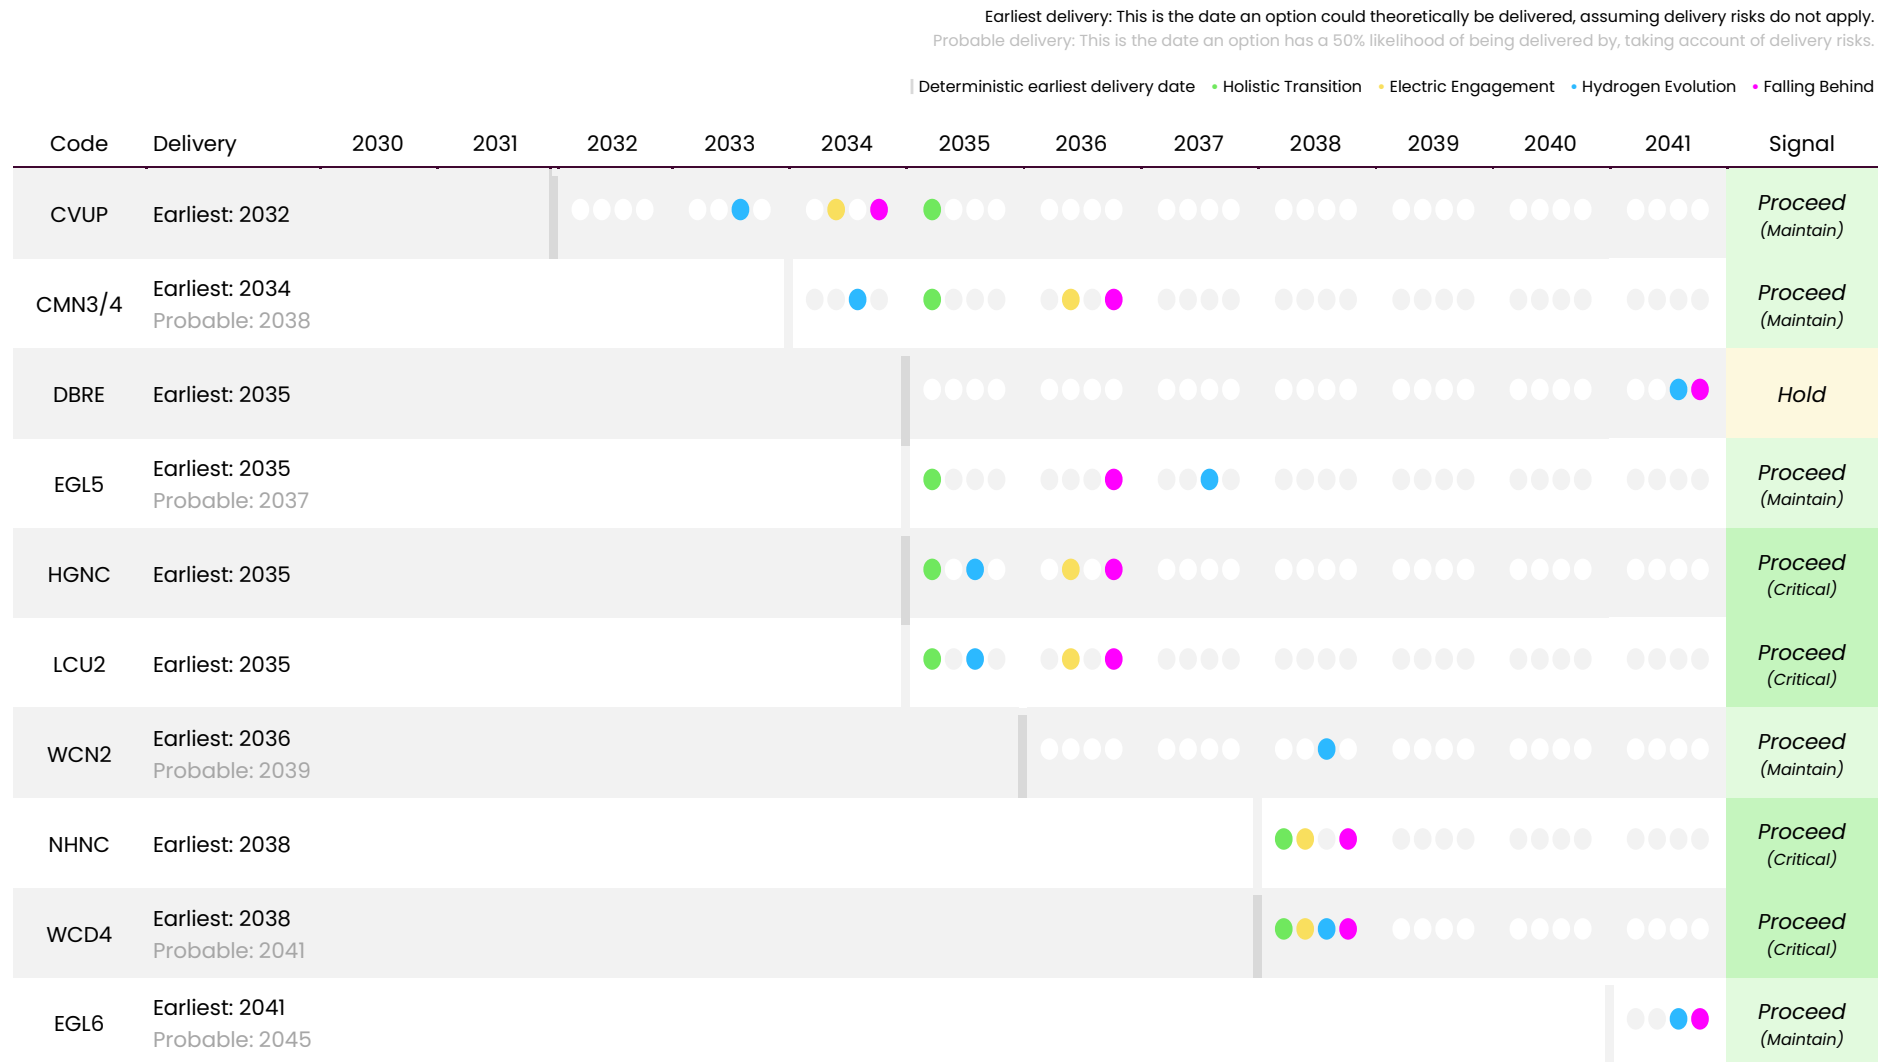 Earliest delivery: This is the date an option could theoretically be delivered, assuming delivery risks do not apply.
Probable delivery: This is the date an option has a 50% likelihood of being delivered by, taking account of delivery risks.
Deterministic earliest delivery date Holistic Transition Electric Engagement Hydrogen Evolution Falling Behind
Code Delivery 2030 2031 2032 2033 2034 2035 2036 2037 2038 2039 2040 2041 Signal
CVUP Earliest: 2032 Proceed
(Maintain)
CMN3/4 Earliest: 2034 Proceed
Probable: 2038 (Maintain)
DBRE Earliest: 2035 Hold
EGL5 Earliest: 2035 Proceed
Probable: 2037 (Maintain)
HGNC Earliest: 2035 Proceed
(Critical)
LCU2 Earliest: 2035 Proceed
(Critical)
WCN2 Earliest: 2036 Proceed
Probable: 2039 (Maintain)
NHNC Earliest: 2038 Proceed
(Critical)
WCD4 Earliest: 2038 Proceed
Probable: 2041 (Critical)
EGL6 Earliest: 2041 Proceed
Probable: 2045 (Maintain)